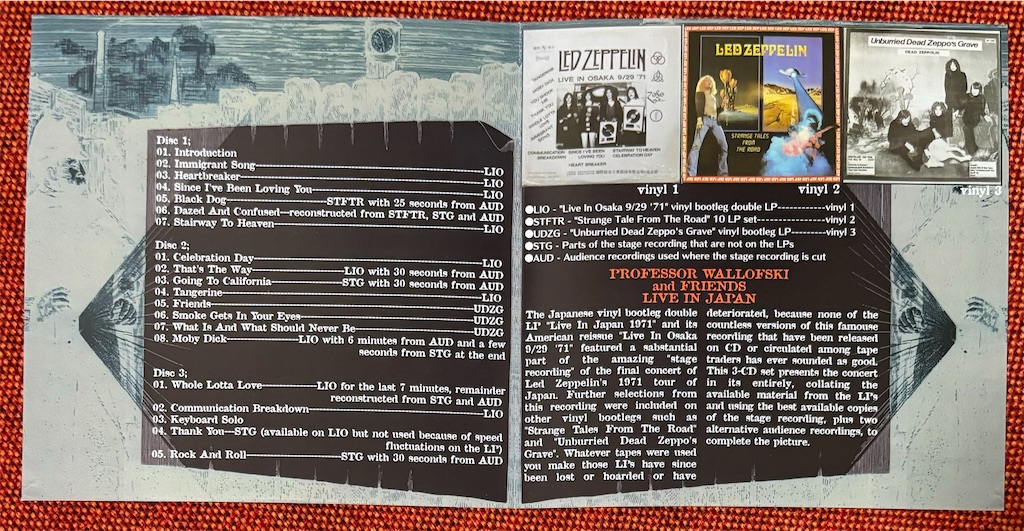 Disc 1;
01. Introduction
02. Immigrant Song LIO
03. Heartbreaker LIO
04. Since I've Been Loving You LIO
05. Black Dog STFTR with 25 seconds from AUD
06. Dazed And Confused—reconstructed from STFTR, STG and AUD
07. Stairway To Heaven LIO
Disc 2;
01. Celebration Day LIO
02. That's The Way LIO with 30 seconds from AUD
03. Going To California STG with 30 seconds from AUD
04. Tangerine LIO
05. Friends UDZG
06. Smoke Gets In Your Eyes UDZG
07. What Is And What Should Never Be UDZG
08. Moby Dick LIO with 6 minutes from AUD and a few
seconds from STG at the end
Disc 3;
01. Whole Lotta Love LIO for the last 7 minutes, remainder
reconstructed from STG and AUD
02. Communication Breakdown LIO
03. Keyboard Solo
04. Thank You—STG (available on LIO but not used because of speed
fluctuations on the LP)
05. Rock And Roll STG with 30 seconds from AUD
LED ZEPPELIN
LIVE IN OSAKA 9/29 '71
COMMUNICATION BREAKDOWN
SINCE I'VE BEEN LOVING YOU
STAIRWAY TO HEAVEN
CELEBRATION DAY
HEART BREAKER
LED ZEPPELIN
STRANGE TALES
FROM
THE ROAD
Unburried Dead Zeppo's Grave
DEAD ZEPPOLIN
vinyl 1
vinyl 2
vinyl 3
●LIO - "Live In Osaka 9/29 '71" vinyl bootleg double LP------------vinyl 1
●STFTR - "Strange Tale From The Road" 10 LP set------------vinyl 2
●UDZG - "Unburried Dead Zeppo's Grave" vinyl bootleg LP---------vinyl 3
●STG - Parts of the stage recording that are not on the LPs
●AUD - Audience recordings used where the stage recording is cut
PROFESSOR WALLOFSKI
and FRIENDS
LIVE IN JAPAN
The Japanese vinyl bootleg double
LP "Live In Japan 1971" and its
American reissue "Live In Osaka
9/29 '71" featured a substantial
part of the amazing "stage
recording" of the final concert of
Led Zeppelin's 1971 tour of
Japan. Further selections from
this recording were included on
other vinyl bootlegs such as
"Strange Tales From The Road"
and "Unburried Dead Zeppo's
Grave". Whatever tapes were used
you make those LPs have since
been lost or hoarded or have
deteriorated, because none of the
countless versions of this famouse
recording that have been released
on CD or circulated among tape
traders has ever sounded as good.
This 3-CD set presents the concert
in its entirely, collating the
available material from the LPs
and using the best available copies
of the stage recording, plus two
alternative audience recordings, to
complete the picture.